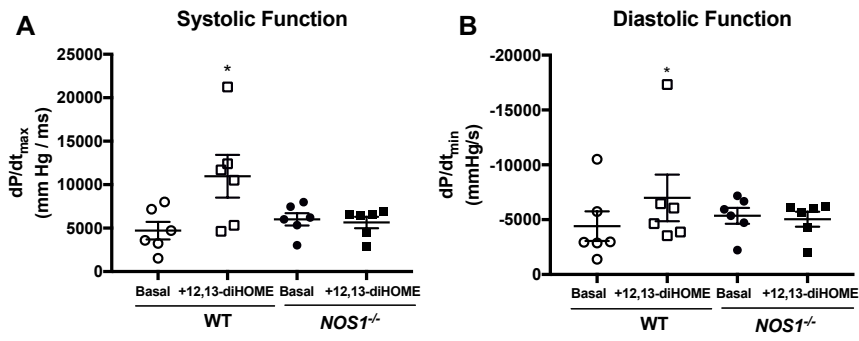 A
Systolic Function
25000
20000
15000
10000
5000
0
dP/dtmax
(mm Hg / ms)
*
Basal +12,13-diHOME Basal +12,13-diHOME
WT NOS1-/-
B
Diastolic Function
-20000
-15000
-10000
-5000
0
dP/dtmin
(mmHg/s)
*
Basal +12,13-diHOME Basal +12,13-diHOME
WT NOS1-/-